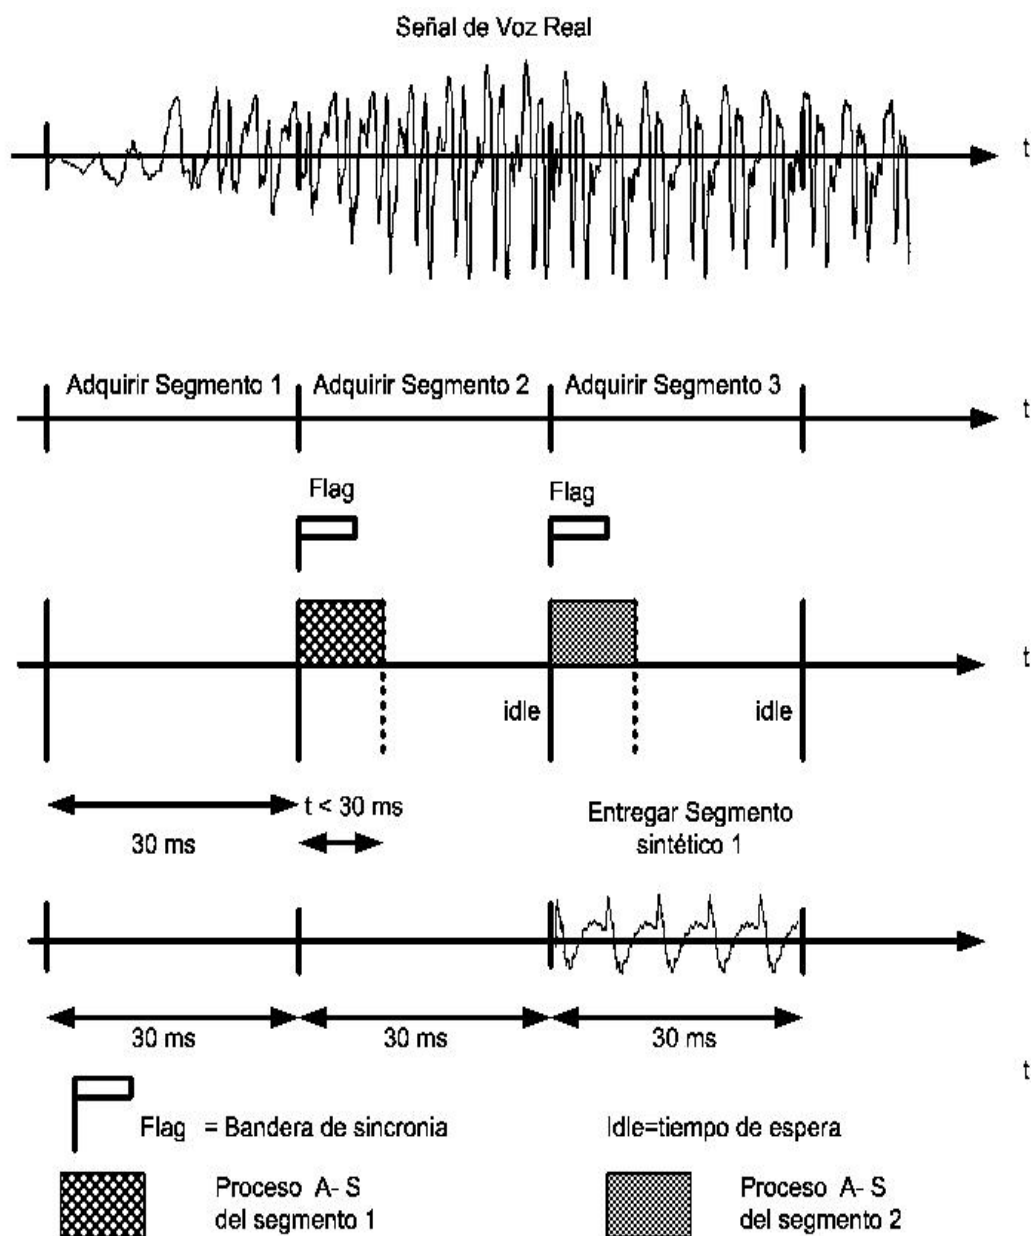 Señal de Voz Real
t
Adquirir Segmento 1 Adquirir Segmento 2 Adquirir Segmento 3
t
Flag Flag
t
idle idle
t < 30 ms
30 ms
Entregar Segmento
sintético 1
30 ms 30 ms 30 ms
t
Flag = Bandera de sincronia Idle=tiempo de espera
Proceso A- S
del segmento 1
Proceso A- S
del segmento 2